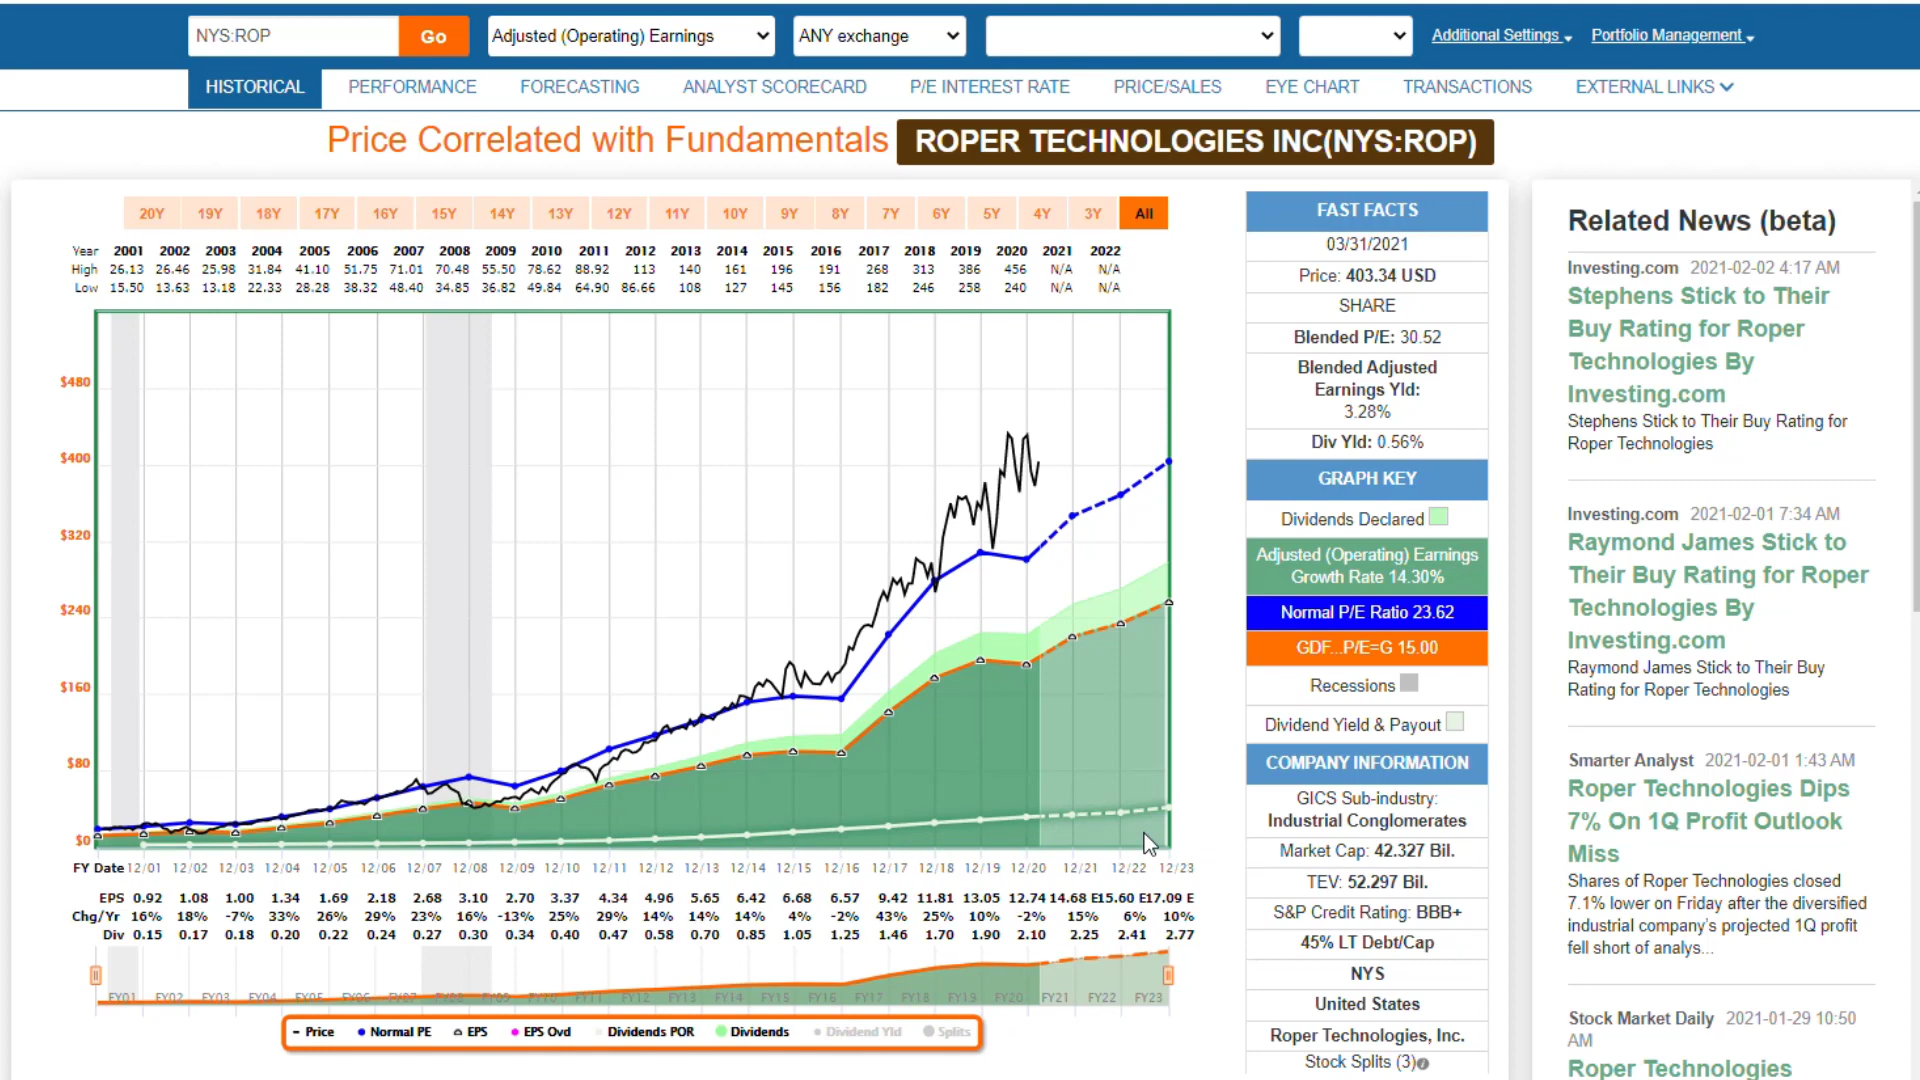 NYS:ROP Go Adjusted (Operating) Earnings ANY exchange Additional Settings Portfolio Management
HISTORICAL PERFORMANCE FORECASTING ANALYST SCORECARD P/E INTEREST RATE PRICE/SALES EYE CHART TRANSACTIONS EXTERNAL LINKS
Price Correlated with Fundamentals ROPER TECHNOLOGIES INC(NYS:ROP)
20Y 19Y 18Y 17Y 16Y 15Y 14Y 13Y 12Y 11Y 10Y 9Y 8Y 7Y 6Y 5Y 4Y 3Y All
Year 2001 2002 2003 2004 2005 2006 2007 2008 2009 2010 2011 2012 2013 2014 2015 2016 2017 2018 2019 2020 2021 2022
High 26.13 26.46 25.98 31.84 41.10 51.75 71.01 70.48 55.50 78.62 88.92 113 140 161 196 191 268 313 386 456 N/A N/A
Low 15.50 13.63 13.18 22.33 28.28 38.32 48.40 34.85 36.82 49.84 64.90 86.66 108 127 145 156 182 246 258 240 N/A N/A
$480
$400
$320
$240
$160
$80
$0
FY Date 12/01 12/02 12/03 12/04 12/05 12/06 12/07 12/08 12/09 12/10 12/11 12/12 12/13 12/14 12/15 12/16 12/17 12/18 12/19 12/20 12/21 12/22 12/23
EPS 0.92 1.08 1.00 1.34 1.69 2.18 2.68 3.10 2.70 3.37 4.34 4.96 5.65 6.42 6.68 6.57 9.42 11.81 13.05 12.74 14.68 E 15.60 E 17.09 E
Chg/Yr 16% 18% -7% 33% 26% 29% 23% 16% -13% 25% 29% 14% 14% 14% 4% -2% 43% 25% 10% -2% 15% 6% 10%
Div 0.15 0.17 0.18 0.20 0.22 0.24 0.27 0.30 0.34 0.40 0.47 0.58 0.70 0.85 1.05 1.25 1.46 1.70 1.90 2.10 2.25 2.41 2.77
FY01 FY02 FY03 FY04 FY05 FY06 FY07 FY08 FY09 FY10 FY11 FY12 FY13 FY14 FY15 FY16 FY17 FY18 FY19 FY20 FY21 FY22 FY23
Price Normal PE EPS EPS Ovd Dividends POR Dividends Dividend Yld Splits
FAST FACTS
03/31/2021
Price: 403.34 USD
SHARE
Blended P/E: 30.52
Blended Adjusted
Earnings Yld:
3.28%
Div Yld: 0.56%
GRAPH KEY
Dividends Declared
Adjusted (Operating) Earnings
Growth Rate 14.30%
Normal P/E Ratio 23.62
GDF...P/E=G 15.00
Recessions
Dividend Yield & Payout
COMPANY INFORMATION
GICS Sub-industry:
Industrial Conglomerates
Market Cap: 42.327 Bil.
TEV: 52.297 Bil.
S&P Credit Rating: BBB+
45% LT Debt/Cap
NYS
United States
Roper Technologies, Inc.
Stock Splits (3)
Related News (beta)
Investing.com 2021-02-02 4:17 AM
Stephens Stick to Their
Buy Rating for Roper
Technologies By
Investing.com
Stephens Stick to Their Buy Rating for
Roper Technologies
Investing.com 2021-02-01 7:34 AM
Raymond James Stick to
Their Buy Rating for Roper
Technologies By
Investing.com
Raymond James Stick to Their Buy
Rating for Roper Technologies
Smarter Analyst 2021-02-01 1:43 AM
Roper Technologies Dips
7% On 1Q Profit Outlook
Miss
Shares of Roper Technologies closed
7.1% lower on Friday after the diversified
industrial company's projected 1Q profit
fell short of analys...
Stock Market Daily 2021-01-29 10:50
AM
Roper Technologies